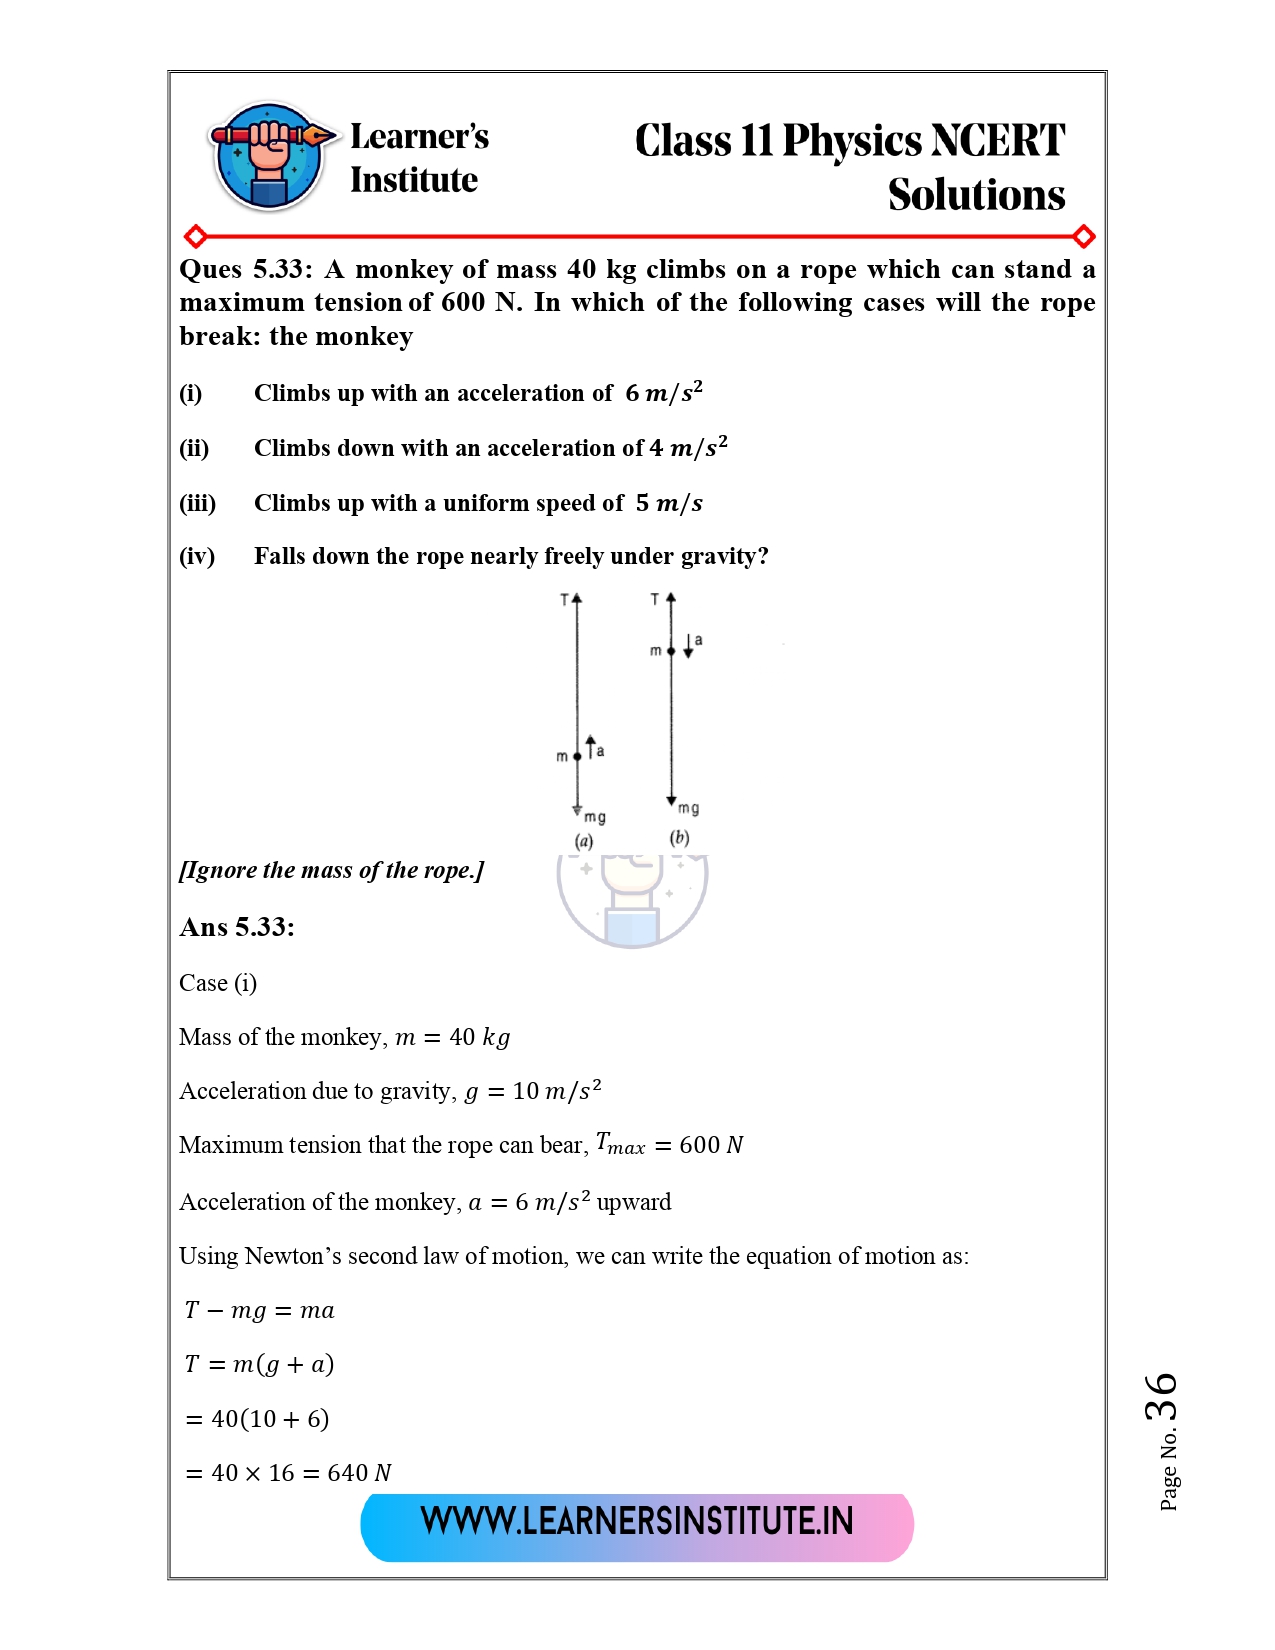 Learner's
Institute
Class 11 Physics NCERT
Solutions
Ques 5.33: A monkey of mass 40 kg climbs on a rope which can stand a
maximum tension of 600 N. In which of the following cases will the rope
break: the monkey
(i) Climbs up with an acceleration of 6 m/s²
(ii) Climbs down with an acceleration of 4 m/s²
(iii) Climbs up with a uniform speed of 5 m/s
(iv) Falls down the rope nearly freely under gravity?
T T
a
m
a
m
mg
mg
(a) (b)
[Ignore the mass of the rope.]
Ans 5.33:
Case (i)
Mass of the monkey, m = 40 kg
Acceleration due to gravity, g = 10 m/s²
Maximum tension that the rope can bear, Tmax = 600 N
Acceleration of the monkey, a = 6 m/s² upward
Using Newton’s second law of motion, we can write the equation of motion as:
T − mg = ma
T = m(g + a)
= 40(10 + 6)
= 40 × 16 = 640 N
WWW.LEARNERSINSTITUTE.IN
Page No. 36